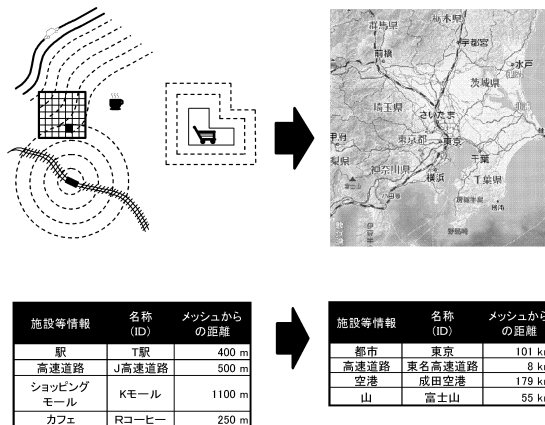 栃木県
群馬県
宇都宮
前橋
水戸
茨城県
埼玉県
さいたま
甲府
東京都
東京
千葉
神奈川県
横浜
千葉県
施設等情報
名称
(ID)
メッシュから
の距離
駅
T駅
400 m
高速道路
J高速道路
500 m
ショッピング
モール
Kモール
1100 m
カフェ
Rコーヒー
250 m
施設等情報
名称
(ID)
メッシュから
の距離
都市
東京
101 km
高速道路
東名高速道路
8 km
空港
成田空港
179 km
山
富士山
55 km